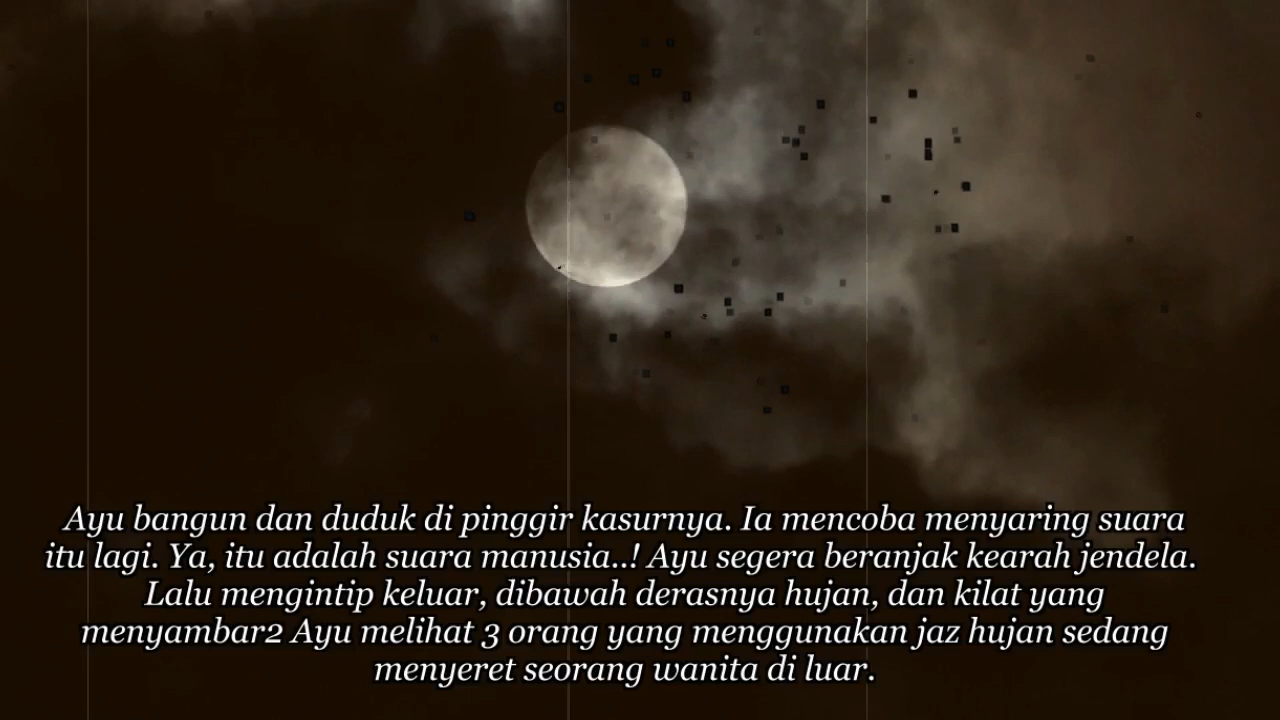 Ayu bangun dan duduk di pinggir kasurnya. Ia mencoba menyaring suara
itu lagi. Ya, itu adalah suara manusia..! Ayu segera beranjak kearah jendela.
Lalu mengintip keluar, dibawah derasnya hujan, dan kilat yang
menyambar2 Ayu melihat 3 orang yang menggunakan jaz hujan sedang
menyeret seorang wanita di luar.